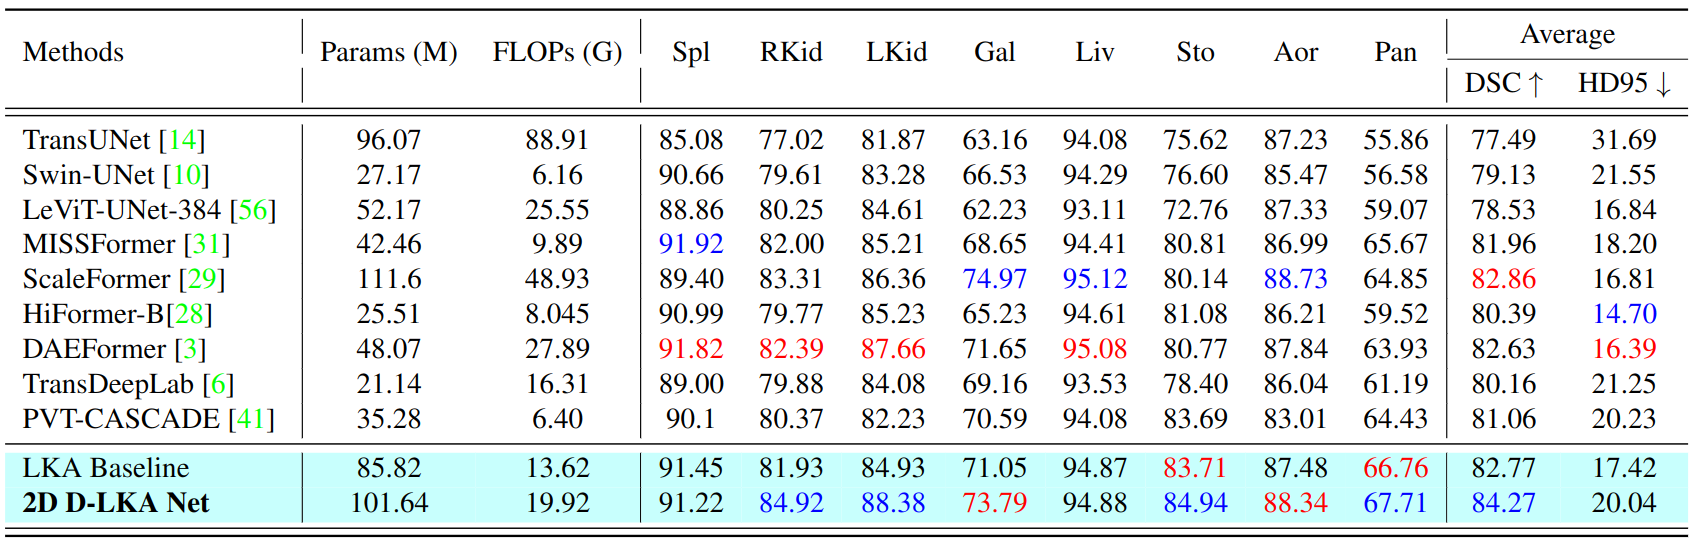 Methods Params (M) FLOPs (G) Spl RKid LKid Gal Liv Sto Aor Pan Average
DSC ↑ HD95 ↓
TransUNet [14] 96.07 88.91 85.08 77.02 81.87 63.16 94.08 75.62 87.23 55.86 77.49 31.69
Swin-UNet [10] 27.17 6.16 90.66 79.61 83.28 66.53 94.29 76.60 85.47 56.58 79.13 21.55
LeViT-UNet-384 [56] 52.17 25.55 88.86 80.25 84.61 62.23 93.11 72.76 87.33 59.07 78.53 16.84
MISSFormer [31] 42.46 9.89 91.92 82.00 85.21 68.65 94.41 80.81 86.99 65.67 81.96 18.20
ScaleFormer [29] 111.6 48.93 89.40 83.31 86.36 74.97 95.12 80.14 88.73 64.85 82.86 16.81
HiFormer-B[28] 25.51 8.045 90.99 79.77 85.23 65.23 94.61 81.08 86.21 59.52 80.39 14.70
DAEFormer [3] 48.07 27.89 91.82 82.39 87.66 71.65 95.08 80.77 87.84 63.93 82.63 16.39
TransDeepLab [6] 21.14 16.31 89.00 79.88 84.08 69.16 93.53 78.40 86.04 61.19 80.16 21.25
PVT-CASCADE [41] 35.28 6.40 90.1 80.37 82.23 70.59 94.08 83.69 83.01 64.43 81.06 20.23
LKA Baseline 85.82 13.62 91.45 81.93 84.93 71.05 94.87 83.71 87.48 66.76 82.77 17.42
2D D-LKA Net 101.64 19.92 91.22 84.92 88.38 73.79 94.88 84.94 88.34 67.71 84.27 20.04